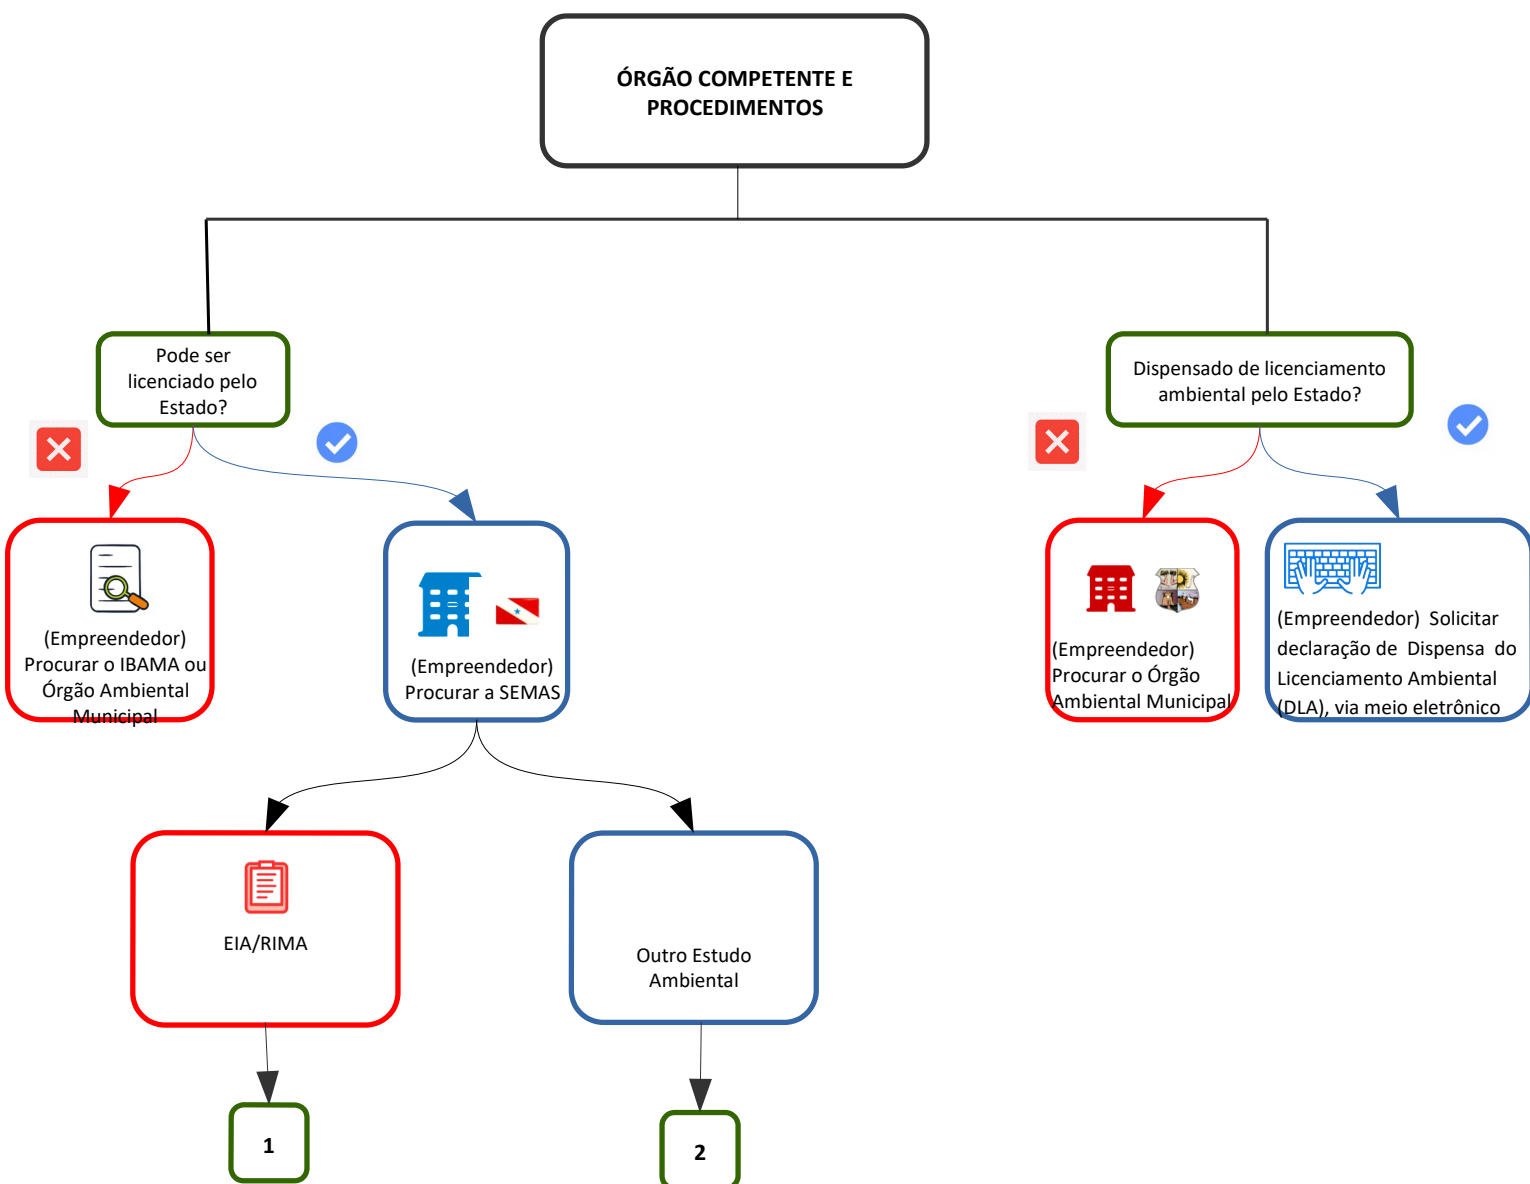 ÓRGÃO COMPETENTE E
PROCEDIMENTOS
Pode ser
licenciado pelo
Estado?
Dispensado de licenciamento
ambiental pelo Estado?
(Empreendedor)
Procurar o IBAMA ou
Órgão Ambiental
Municipal
(Empreendedor)
Procurar a SEMAS
(Empreendedor)
Procurar o Órgão
Ambiental Municipal
(Empreendedor) Solicitar
declaração de Dispensa do
Licenciamento Ambiental
(DLA), via meio eletrônico
EIA/RIMA
Outro Estudo
Ambiental
1
2